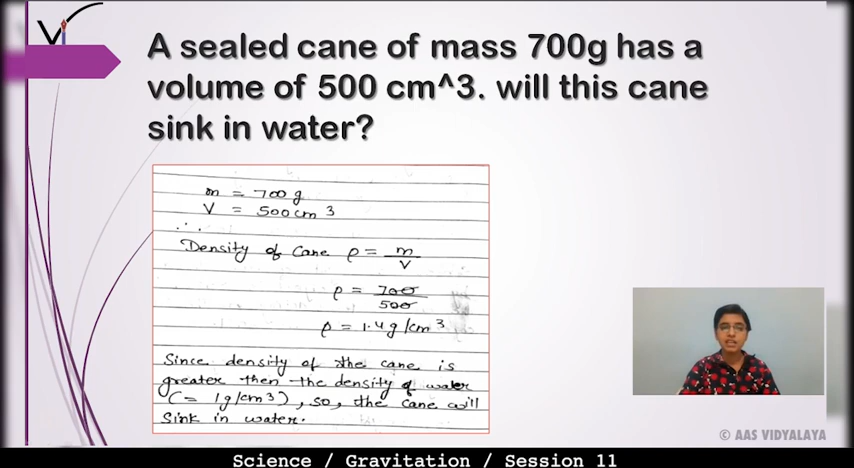 A sealed cane of mass 700g has a
volume of 500 cm^3. will this cane
sink in water?
m = 700 g
V = 500 cm 3
∴
Density of Cane ρ = m/V
ρ = 700/500
ρ = 1.4 g/cm 3
Since density of the cane is
greater then the density of water
(= 1g/cm3), so, the cane will
sink in water.
© AAS VIDYALAYA
Science / Gravitation / Session 11